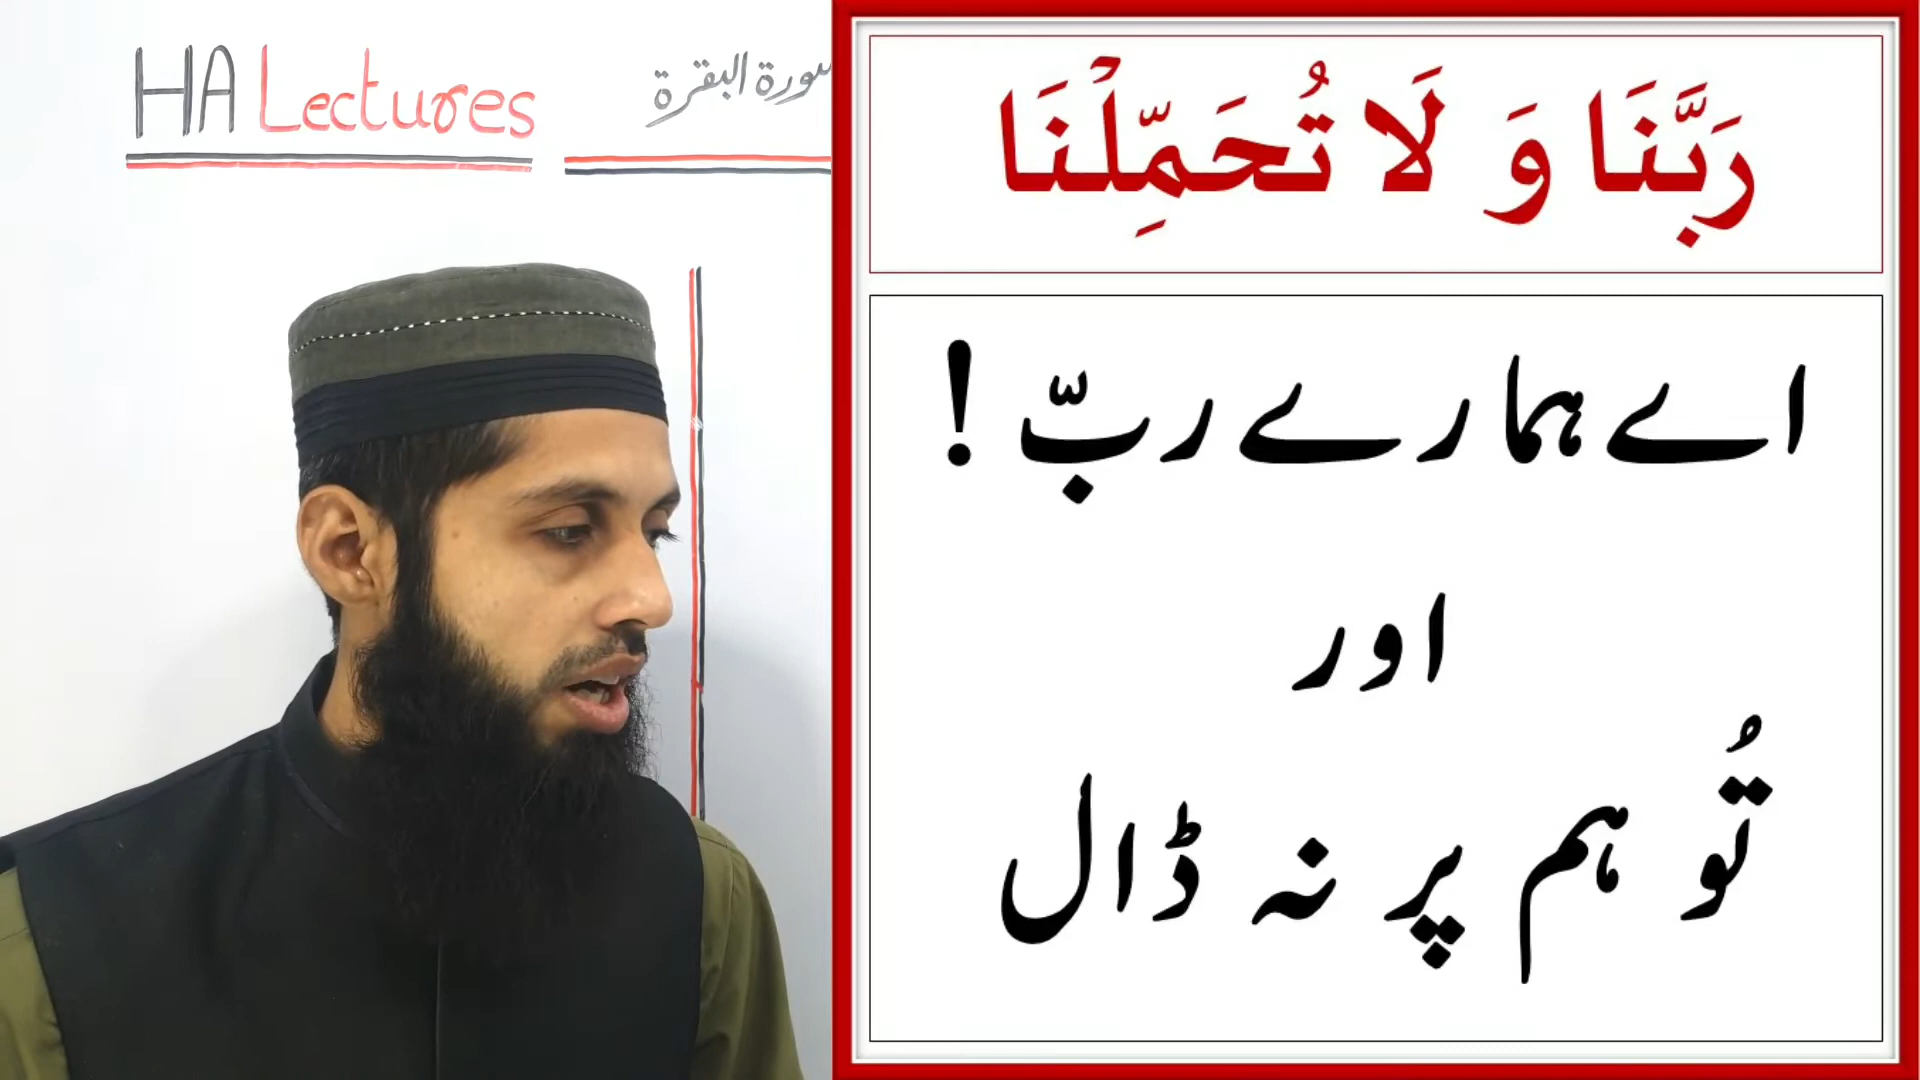 HA Lectures
سورة البقرة
رَبَّنَا وَ لَا تُحَمِّلْنَا
اے ہمارے ربّ !
اور
تُو ہم پر نہ ڈال